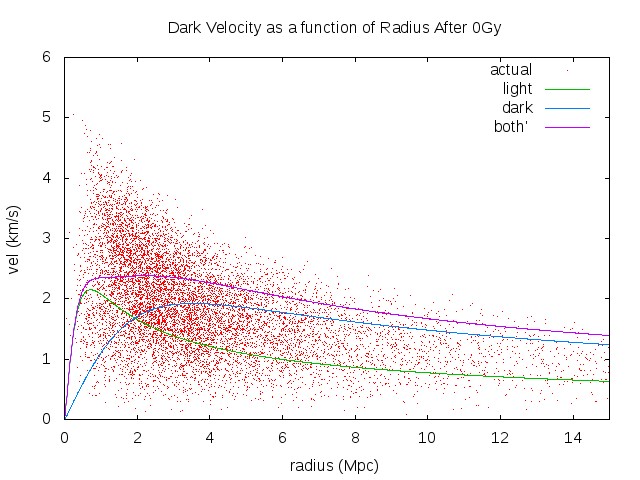 Dark Velocity as a function of Radius After 0Gy
actual
light
dark
both'
vel (km/s)
6
5
4
3
2
1
0
0 2 4 6 8 10 12 14
radius (Mpc)